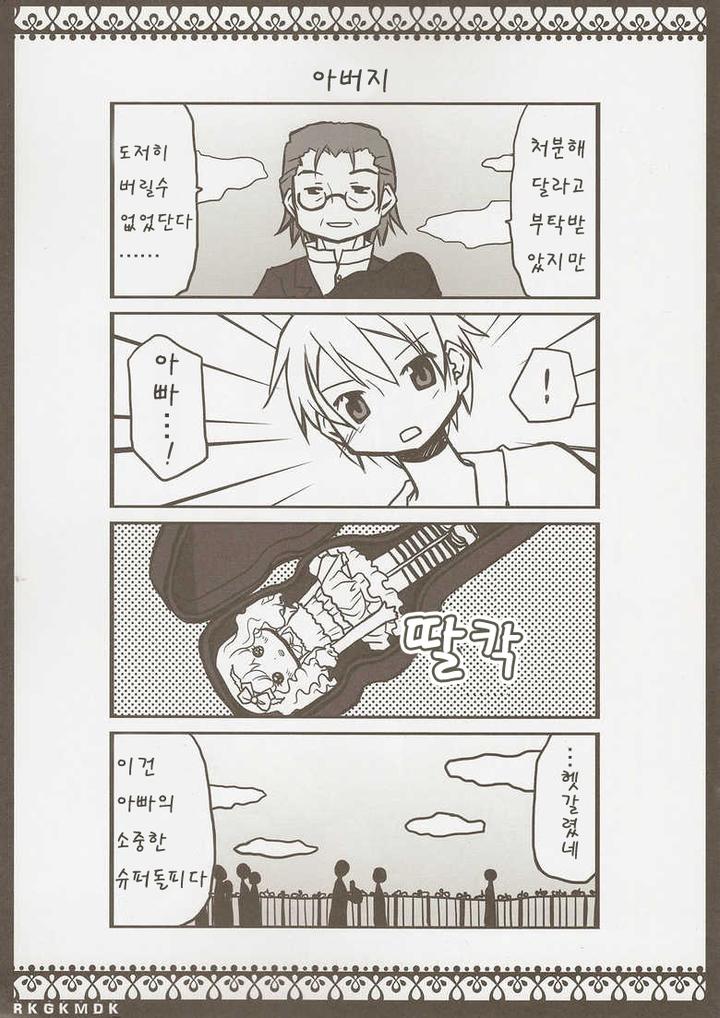 아버지
처분해
달라고
부탁받
았지만
도저히
버릴수
없었단다
……
!
아
빠
…
!
딸칵
…
헷
갈
렸
네
이건
아빠의
소중한
슈퍼돌피다
RKGKMDK